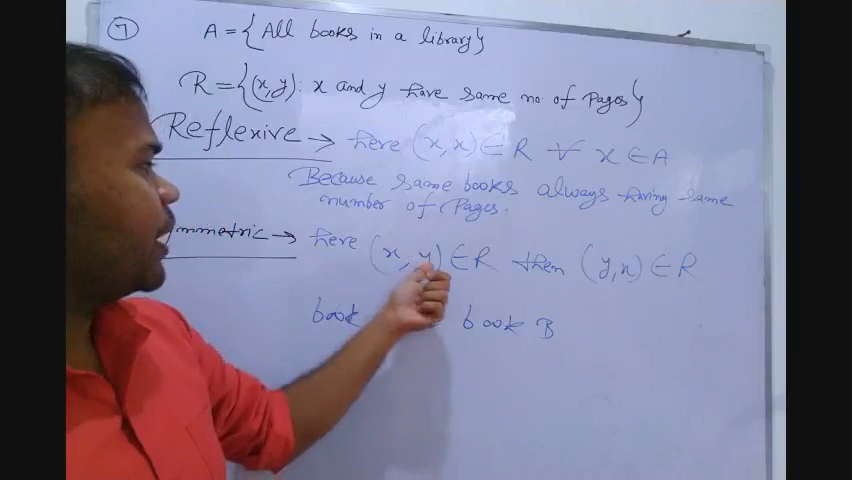 7 A = {All books in a library}
R = {(x,y): x and y have same no of Pages}
Reflexive → here (x,x) ∈ R ∀ x ∈ A
Because same books always having same
number of Pages.
mmetric → here (x,y) ∈ R then (y,x) ∈ R
book book B